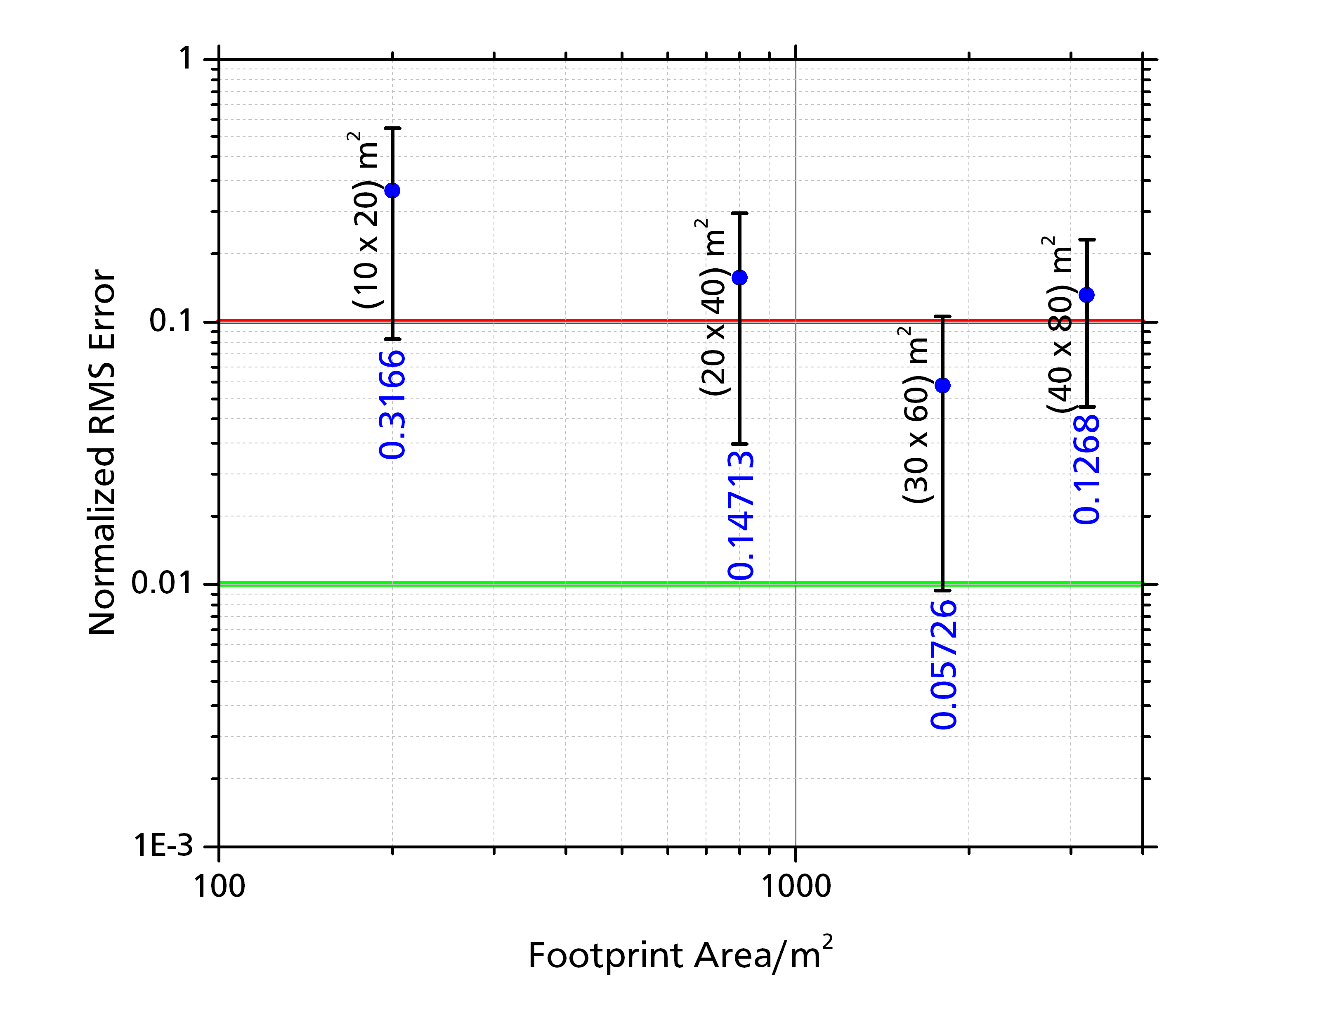 1
0.1
0.01
1E-3
Normalized RMS Error
(10 x 20) m²
0.3166
(20 x 40) m²
0.14713
(30 x 60) m²
0.05726
(40 x 80) m²
0.1268
100
1000
Footprint Area/m²